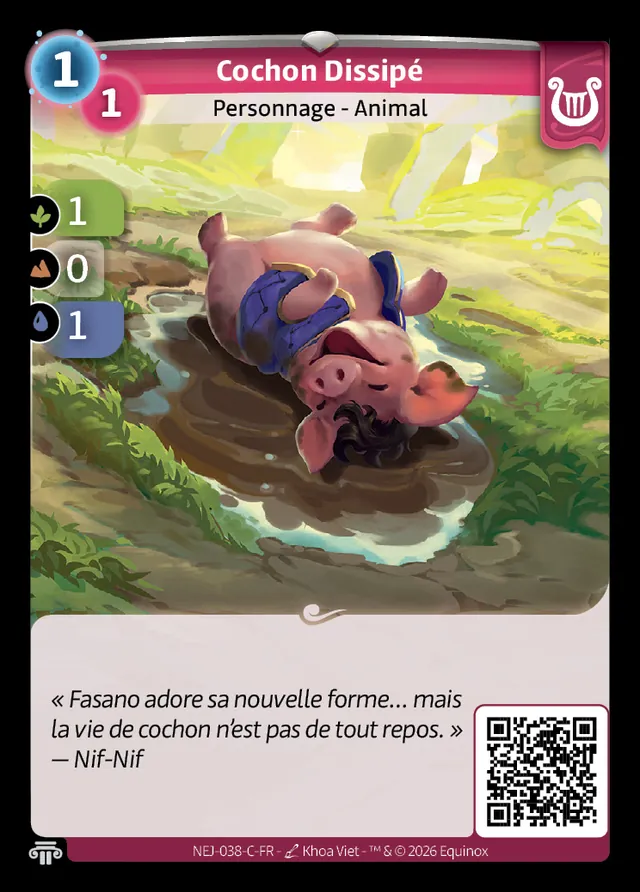 1
Cochon Dissipé
1
Personnage - Animal
1
0
1
« Fasano adore sa nouvelle forme... mais
la vie de cochon n'est pas de tout repos. »
– Nif-Nif
NEJ-038-C-FR - Khoa Viet - ™ & © 2026 Equinox